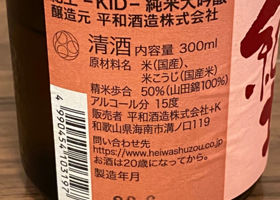 紀土 -KID- 純米大吟醸
醸造元 平和酒造株式会社
清酒 内容量 300ml
原材料名 米(国産)、
米こうじ(国産米)
精米歩合 50%(山田錦100%)
アルコール分 15度
販売者 平和酒造株式会社+K
和歌山県海南市溝ノ口119
お問い合わせ先
https://www.heiwashuzou.co.jp/
お酒は20歳になってから。
製造年月
4 990454 103197